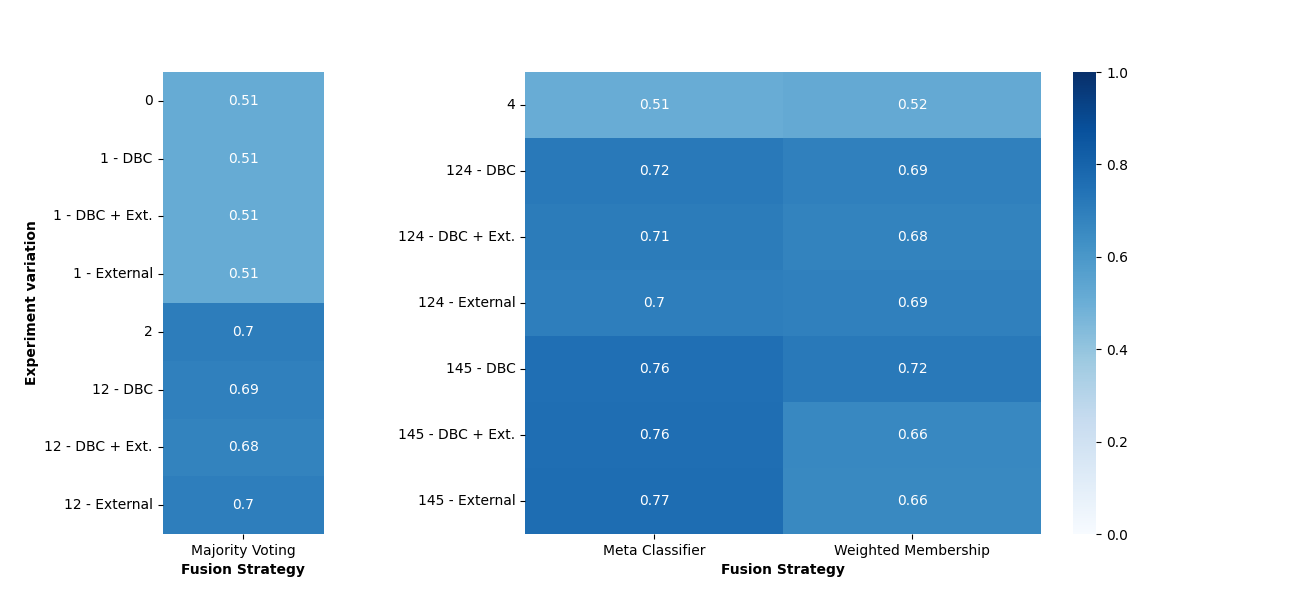 Experiment variation
0
0.51
1 - DBC
0.51
1 - DBC + Ext.
0.51
1 - External
0.51
2
0.7
12 - DBC
0.69
12 - DBC + Ext.
0.68
12 - External
0.7
Majority Voting
Fusion Strategy
4
0.51
0.52
124 - DBC
0.72
0.69
124 - DBC + Ext.
0.71
0.68
124 - External
0.7
0.69
145 - DBC
0.76
0.72
145 - DBC + Ext.
0.76
0.66
145 - External
0.77
0.66
Meta Classifier
Weighted Membership
Fusion Strategy
1.0
0.8
0.6
0.4
0.2
0.0